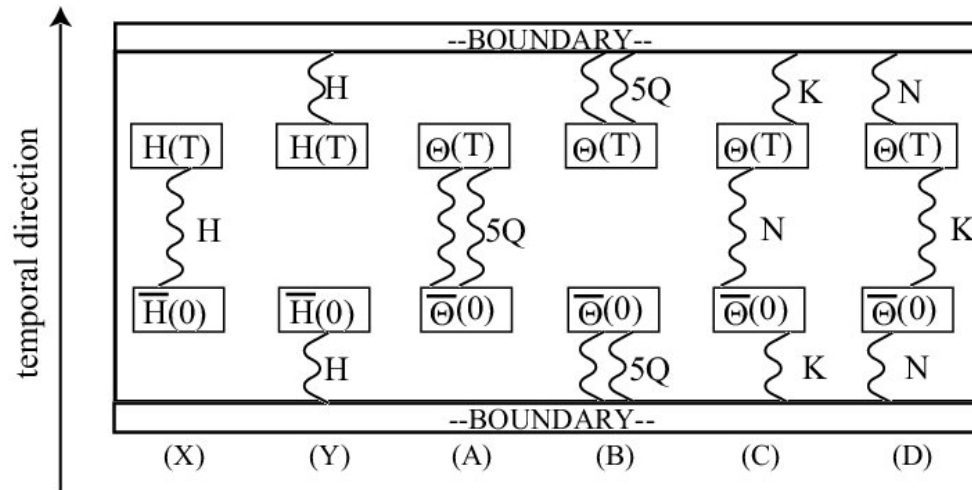 --BOUNDARY--
H 5Q K N
H(T) H(T) Θ(T) Θ(T) Θ(T) Θ(T)
H 5Q N K
H̅(0) H̅(0) Θ̅(0) Θ̅(0) Θ̅(0) Θ̅(0)
H 5Q K N
--BOUNDARY--
(X) (Y) (A) (B) (C) (D)
temporal direction